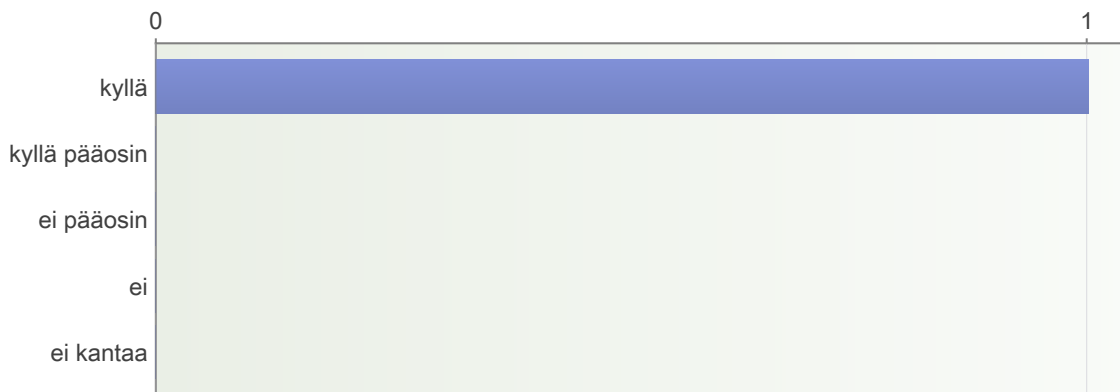 0 1
kyllä
kyllä pääosin
ei pääosin
ei
ei kantaa